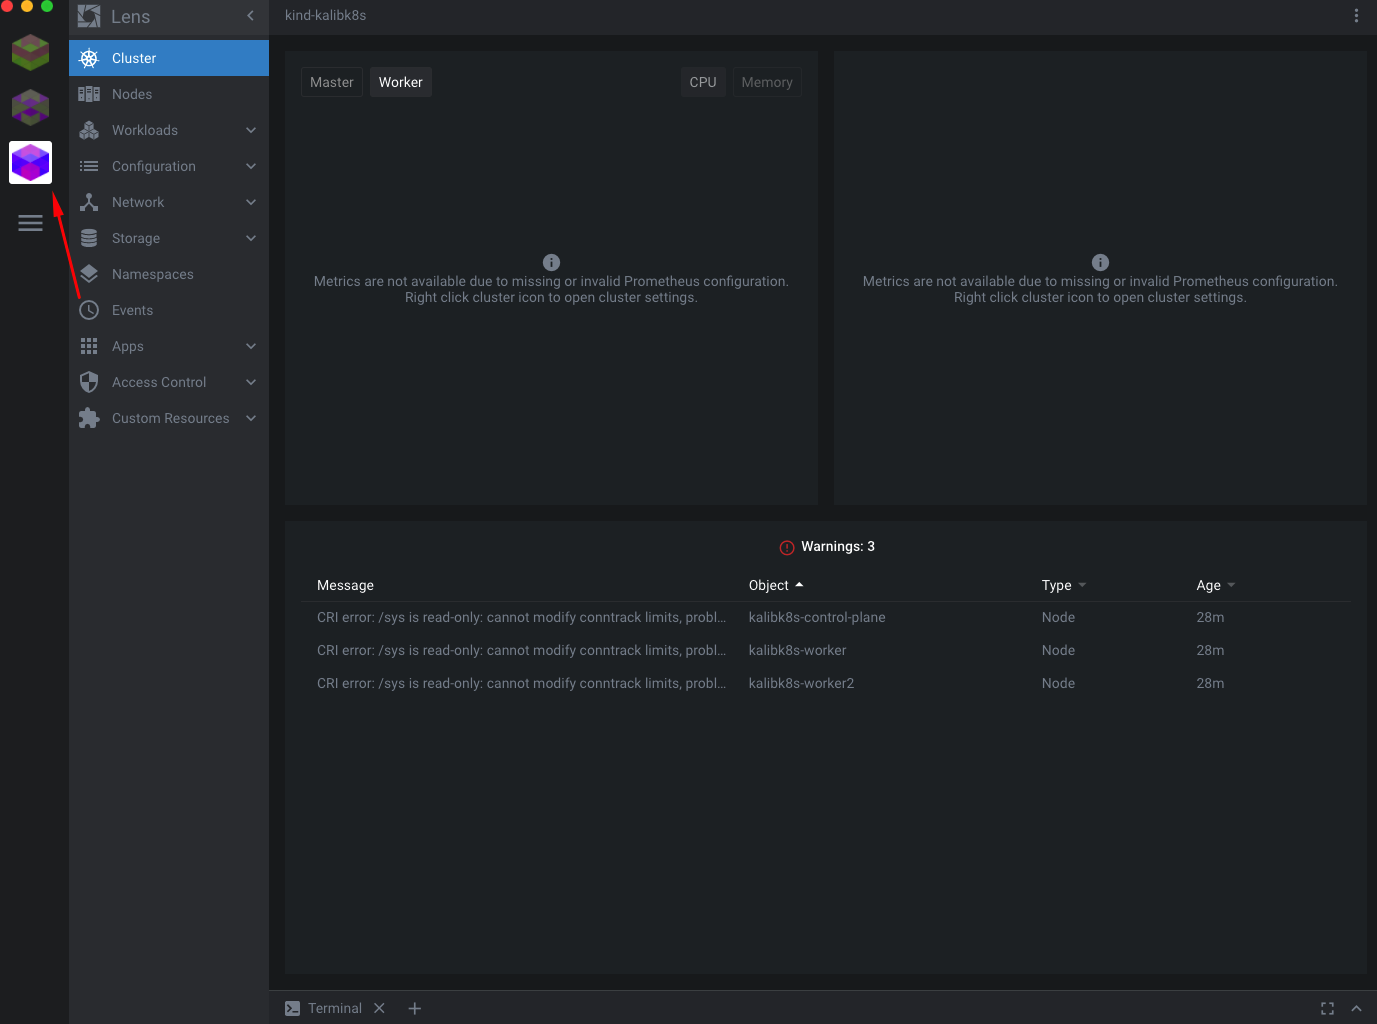 Lens
kind-kalibk8s
Cluster
Nodes
Workloads
Configuration
Network
Storage
Namespaces
Events
Apps
Access Control
Custom Resources
Master Worker CPU Memory
Metrics are not available due to missing or invalid Prometheus configuration.
Right click cluster icon to open cluster settings.
Metrics are not available due to missing or invalid Prometheus configuration.
Right click cluster icon to open cluster settings.
Warnings: 3
Message Object Type Age
CRI error: /sys is read-only: cannot modify conntrack limits, probl... kalibk8s-control-plane Node 28m
CRI error: /sys is read-only: cannot modify conntrack limits, probl... kalibk8s-worker Node 28m
CRI error: /sys is read-only: cannot modify conntrack limits, probl... kalibk8s-worker2 Node 28m
Terminal